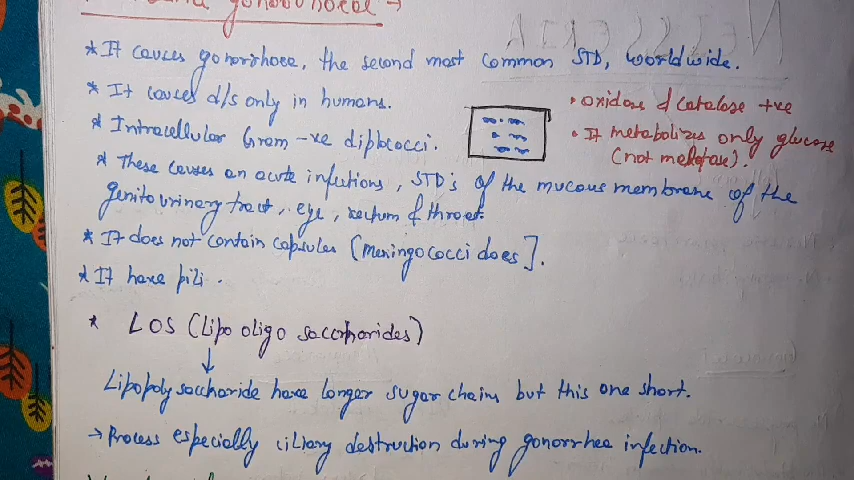 gonorrhoeae →
* It causes gonorrhoea, the second most common STD, worldwide.
* It causes d/s only in humans.
* Intracellular Gram -ve diplococci.
• oxidase & catalase +ve
• It metabolizes only glucose
(not maltose).
* These causes an acute infections, STD's of the mucous membrane of the
genitourinary tract, eye, rectum & throat.
* It does not contain capsules [Meningococci does].
* It have pili.
* LOS (Lipo oligo saccharides)
↓
Lipopolysaccharide have longer sugar chain but this one short.
→ Process especially ciliary destruction during gonorrhea infection.